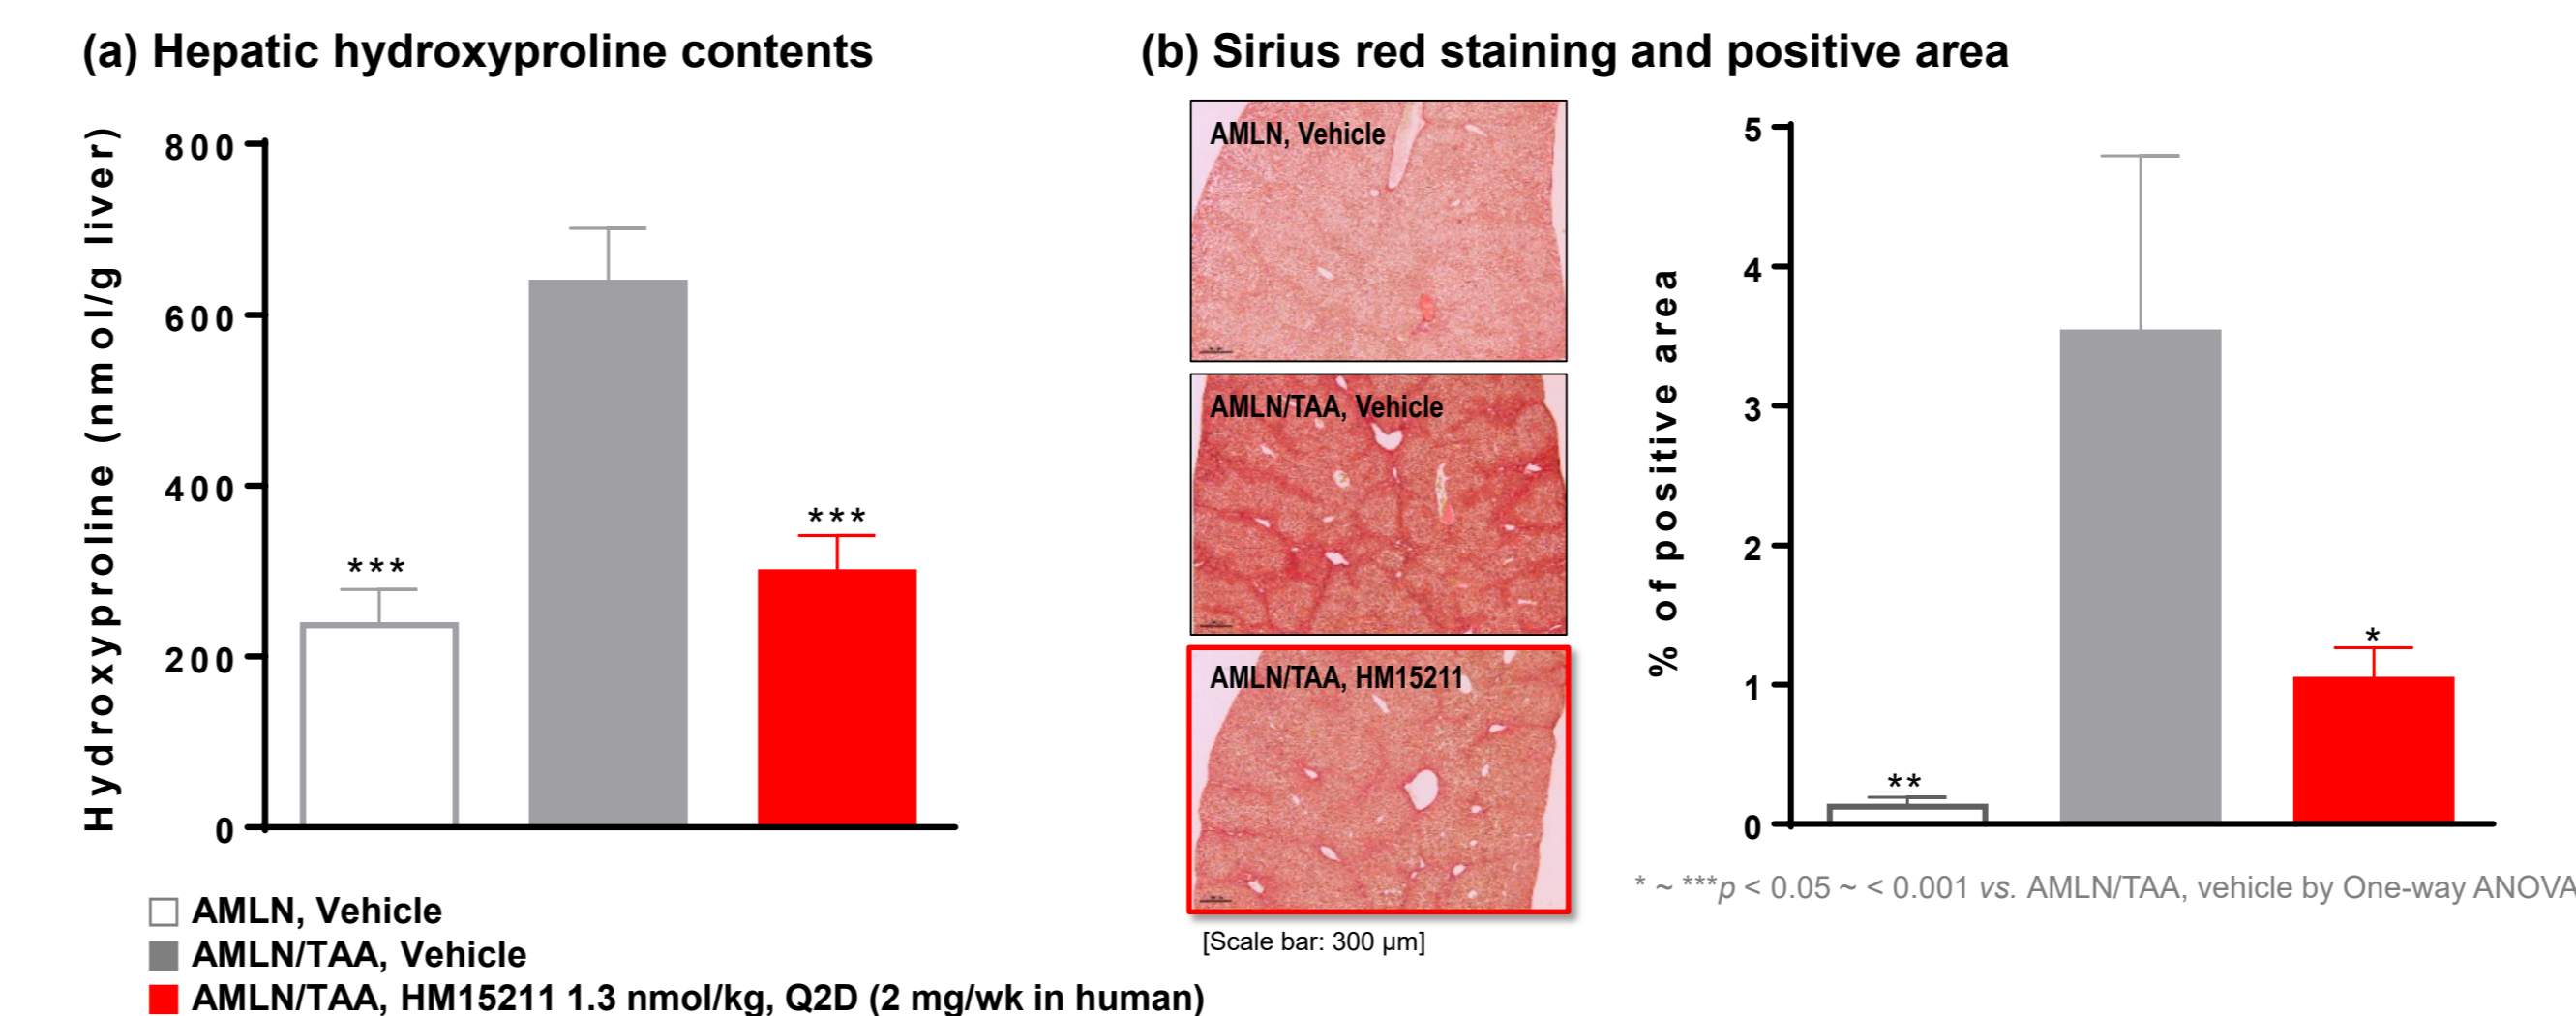 (a) Hepatic hydroxyproline contents
Hydroxyproline (nmol/g liver)
800
600
400
200
0
***
***
AMLN, Vehicle
AMLN/TAA, Vehicle
AMLN/TAA, HM15211 1.3 nmol/kg, Q2D (2 mg/wk in human)
(b) Sirius red staining and positive area
AMLN, Vehicle
AMLN/TAA, Vehicle
AMLN/TAA, HM15211
[Scale bar: 300 μm]
% of positive area
5
4
3
2
1
0
**
*
* ~ ***p < 0.05 ~ < 0.001 vs. AMLN/TAA, vehicle by One-way ANOVA